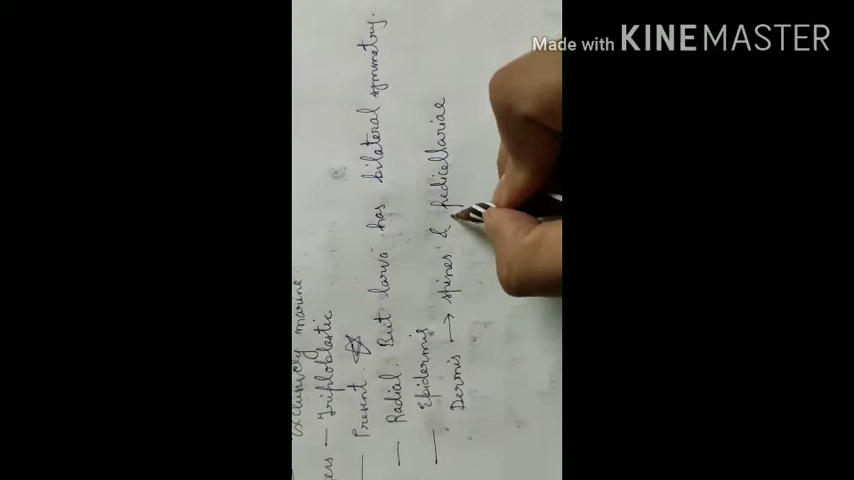 Made with KINEMASTER
Exclusively marine.
ers — Triploblastic
— Present.
— Radial. But larva has bilateral symmetry.
— Epidermis
Dermis → spines & pedicellariae